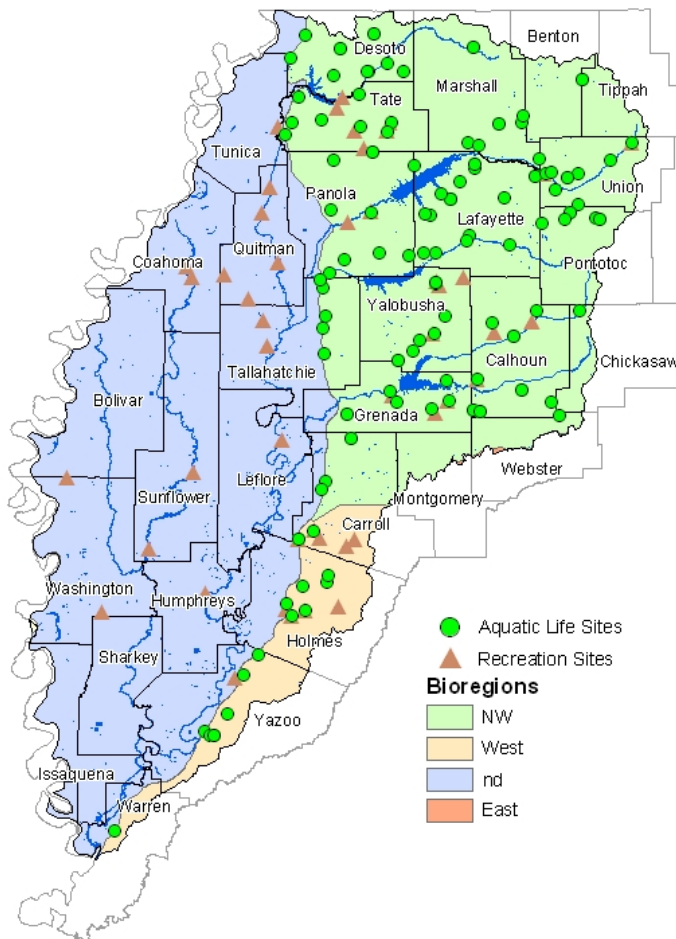 Benton
Desoto
Marshall
Tippah
Tate
Tunica
Union
Panola
Lafayette
Quitman
Coahoma
Pontotoc
Yalobusha
Calhoun
Chickasaw
Tallahatchie
Bolivar
Grenada
Webster
Leflore
Sunflower
Montgomery
Carroll
Washington
Humphreys
Aquatic Life Sites
Holmes
Sharkey
Recreation Sites
Bioregions
NW
Yazoo
West
Issaquena
nd
Warren
East